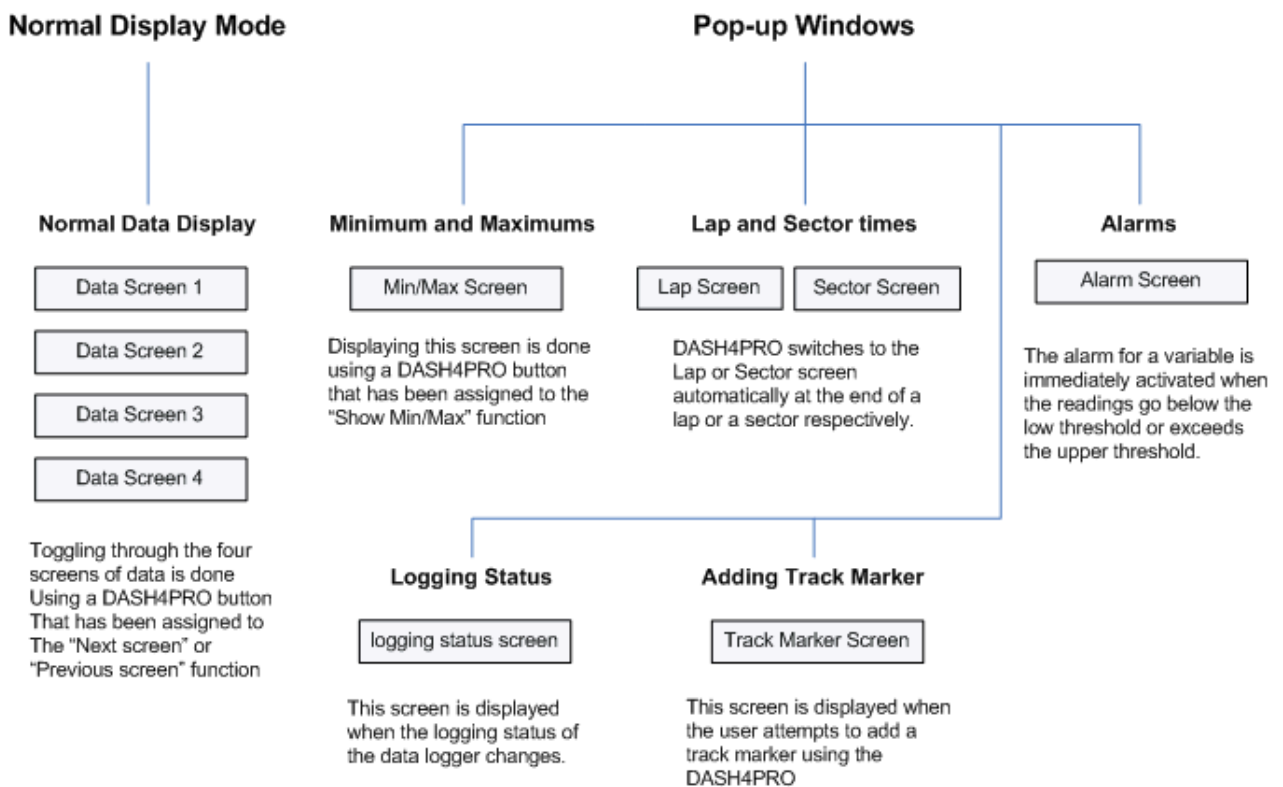 Normal Display Mode
Pop-up Windows
Normal Data Display
Data Screen 1
Data Screen 2
Data Screen 3
Data Screen 4
Toggling through the four
screens of data is done
Using a DASH4PRO button
That has been assigned to
The “Next screen” or
“Previous screen” function
Minimum and Maximums
Min/Max Screen
Displaying this screen is done
using a DASH4PRO button
that has been assigned to the
“Show Min/Max” function
Lap and Sector times
Lap Screen
Sector Screen
DASH4PRO switches to the
Lap or Sector screen
automatically at the end of a
lap or a sector respectively.
Alarms
Alarm Screen
The alarm for a variable is
immediately activated when
the readings go below the
low threshold or exceeds
the upper threshold.
Logging Status
logging status screen
This screen is displayed
when the logging status of
the data logger changes.
Adding Track Marker
Track Marker Screen
This screen is displayed when
the user attempts to add a
track marker using the
DASH4PRO